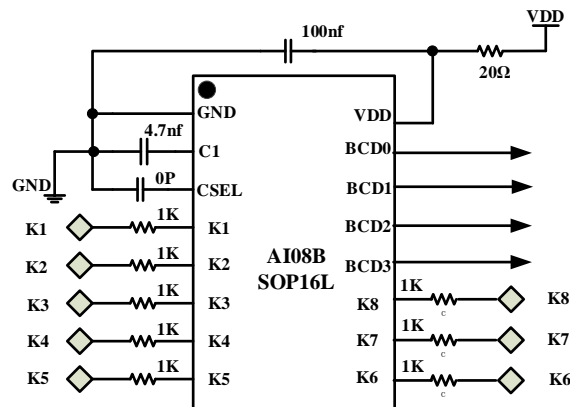 VDD
100nf
20Ω
GND
VDD
4.7nf
C1
BCD0
GND
0P
CSEL
BCD1
K1
1K
K1
BCD2
K2
1K
K2
AI08B
SOP16L
BCD3
K3
1K
K3
K8
1K
c
K8
K4
1K
K4
K7
1K
c
K7
K5
1K
K5
K6
1K
c
K6